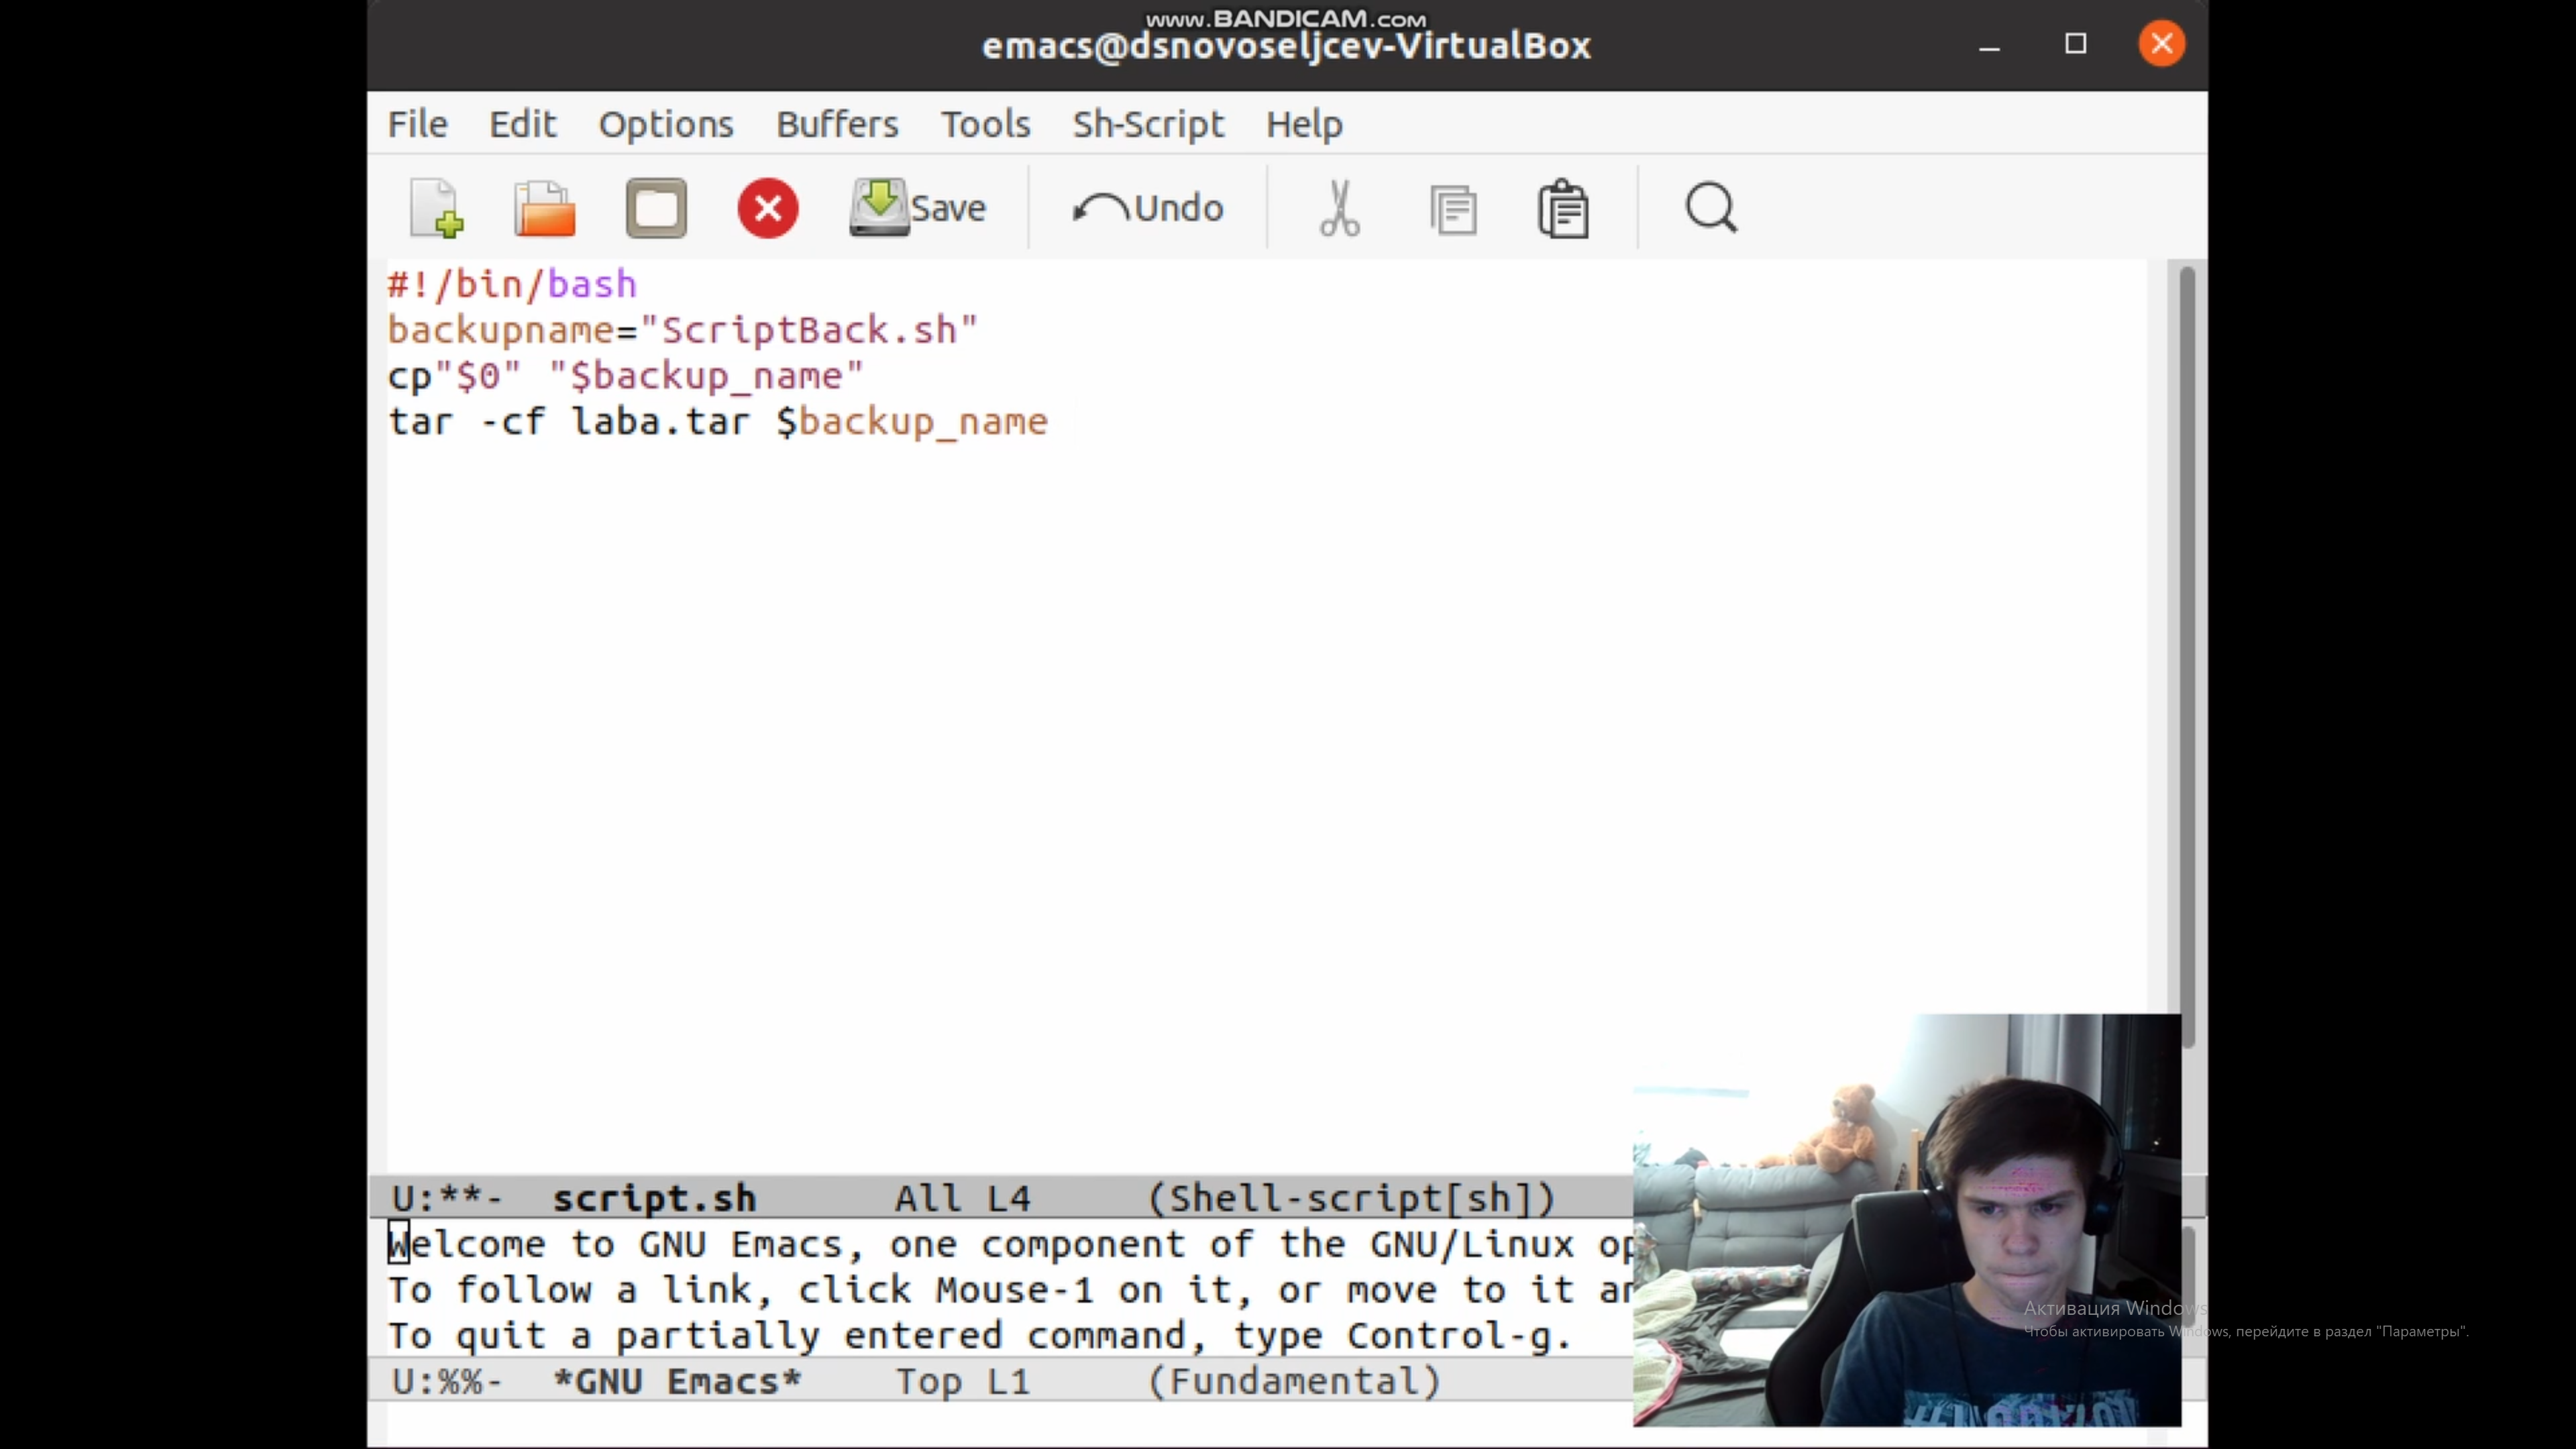 www.BANDICAM.com
emacs@dsnovoseljcev-VirtualBox
File Edit Options Buffers Tools Sh-Script Help
Save Undo
#!/bin/bash
backupname="ScriptBack.sh"
cp"$0" "$backup_name"
tar -cf laba.tar $backup_name
U:**- script.sh All L4 (Shell-script[sh])
Welcome to GNU Emacs, one component of the GNU/Linux op
To follow a link, click Mouse-1 on it, or move to it an
To quit a partially entered command, type Control-g.
Активация Windows
Чтобы активировать Windows, перейдите в раздел "Параметры".
U:%%- *GNU Emacs* Top L1 (Fundamental)